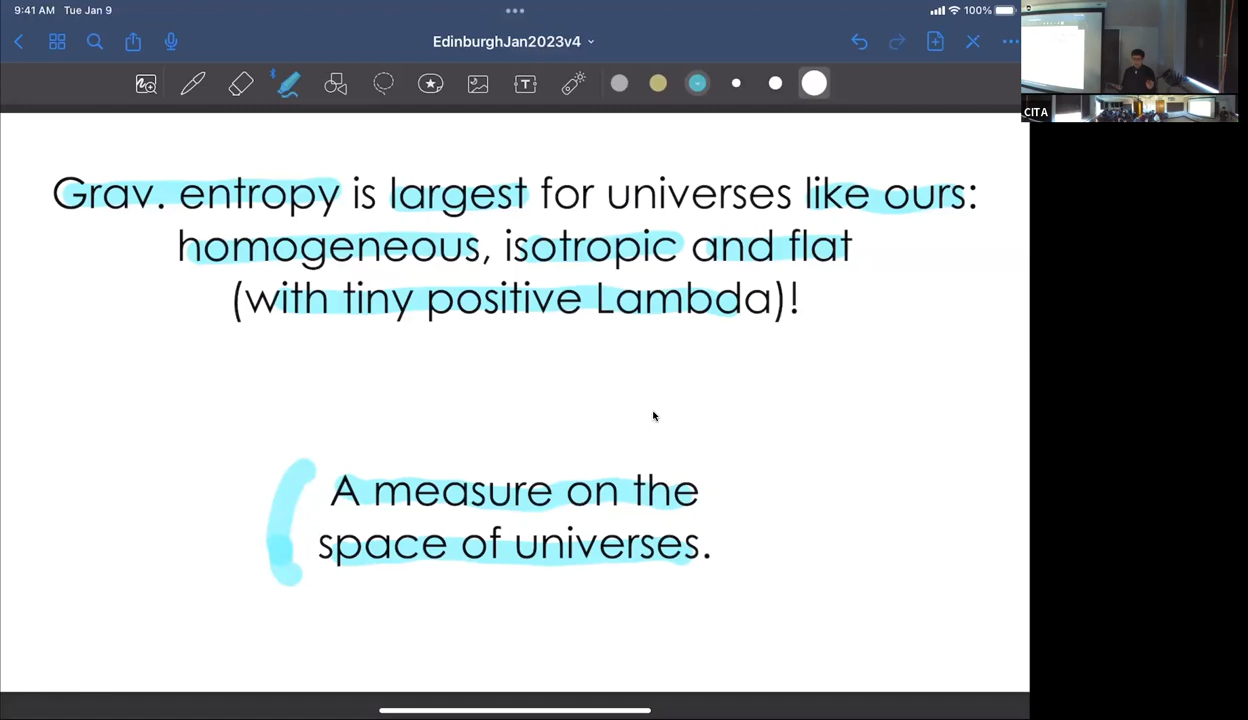 9:41 AM Tue Jan 9
100%
EdinburghJan2023v4
CITA
Grav. entropy is largest for universes like ours:
homogeneous, isotropic and flat
(with tiny positive Lambda)!
A measure on the
space of universes.